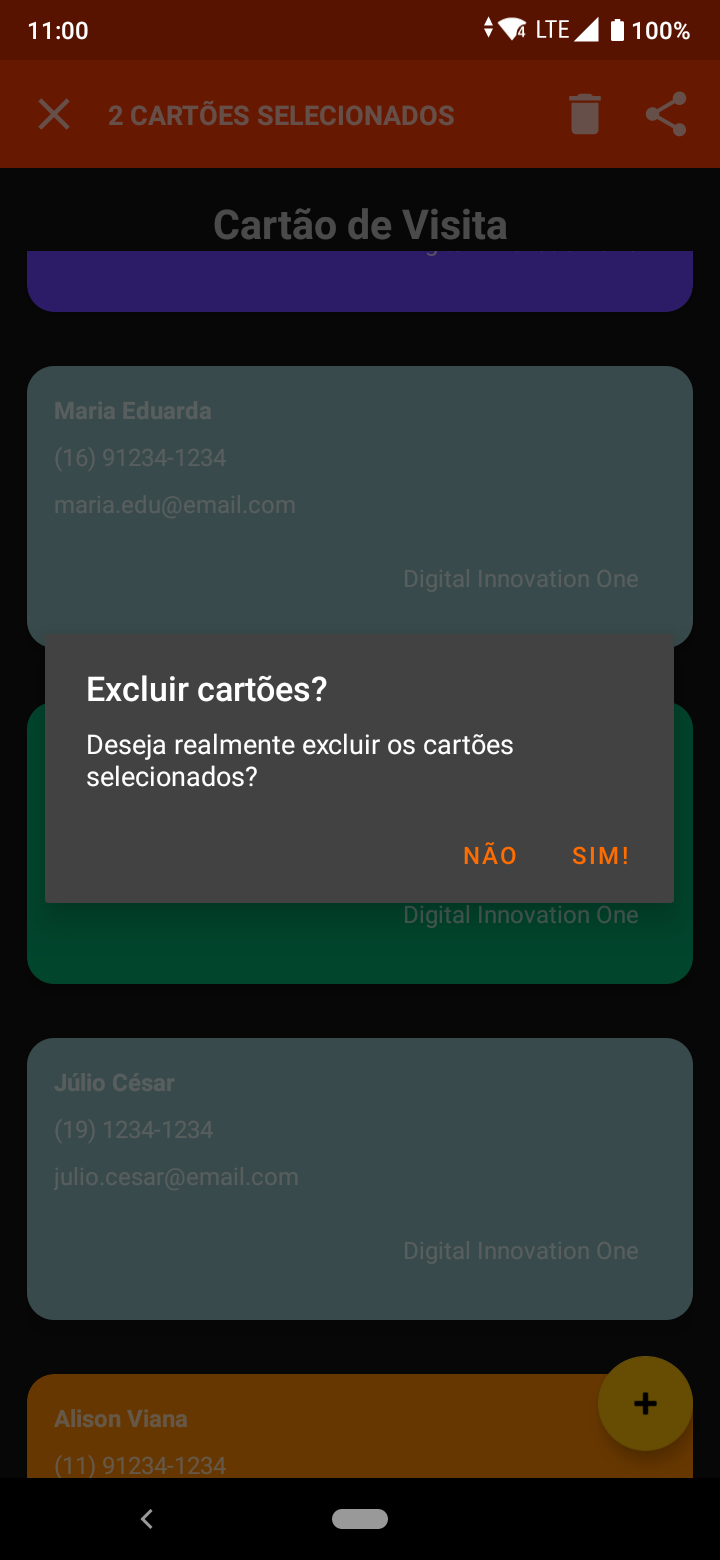 11:00
4 LTE 100%
2 CARTÕES SELECIONADOS
Cartão de Visita
Maria Eduarda
(16) 91234-1234
maria.edu@email.com
Digital Innovation One
Excluir cartões?
Deseja realmente excluir os cartões
selecionados?
NÃO SIM!
Digital Innovation One
Júlio César
(19) 1234-1234
julio.cesar@email.com
Digital Innovation One
Alison Viana
(11) 91234-1234